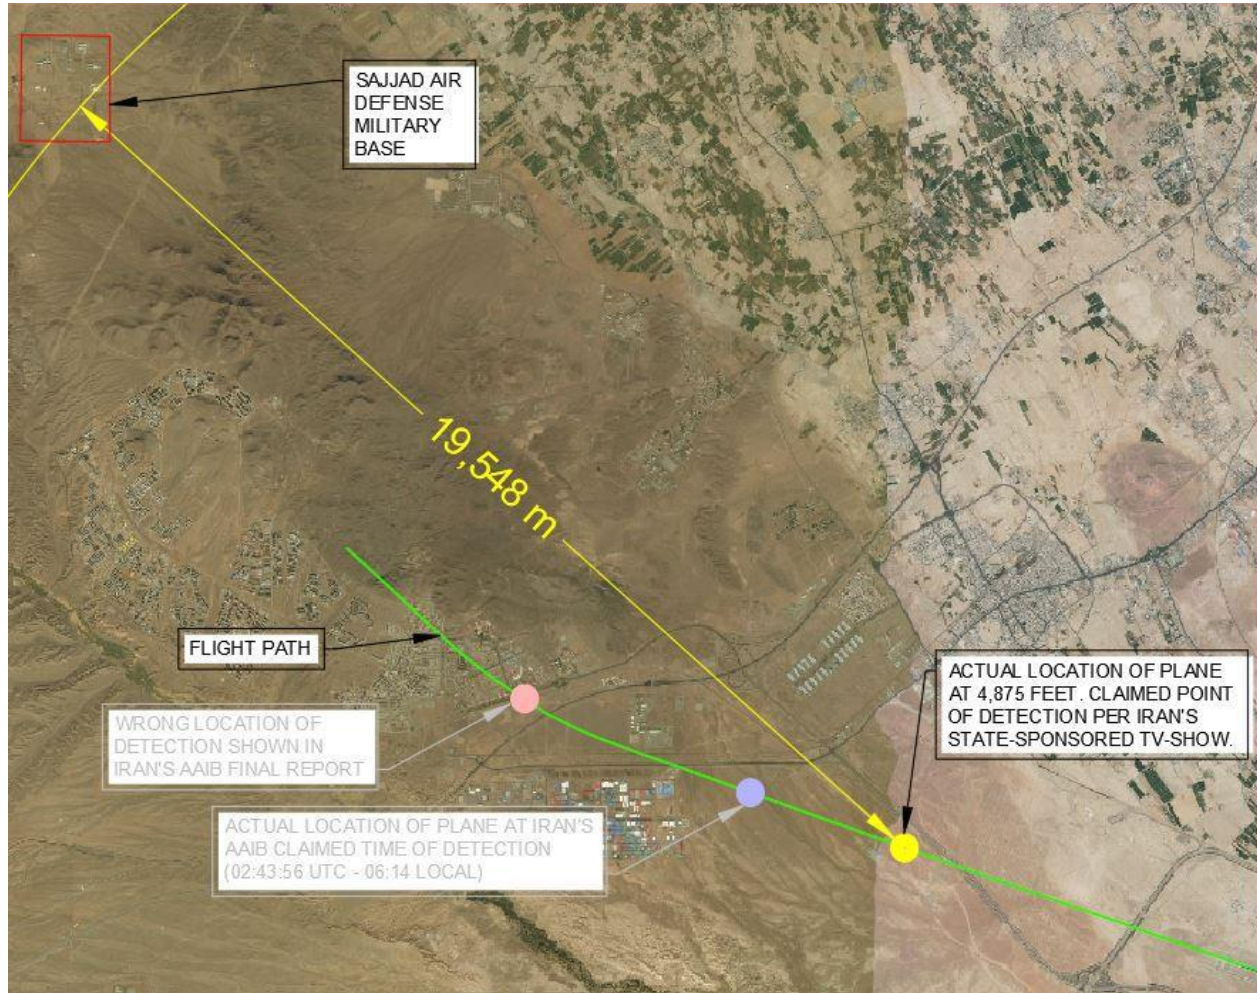 SAJJAD AIR
DEFENSE
MILITARY
BASE
19,548 m
FLIGHT PATH
ACTUAL LOCATION OF PLANE
AT 4,875 FEET. CLAIMED POINT
OF DETECTION PER IRAN'S
STATE-SPONSORED TV-SHOW.
WRONG LOCATION OF
DETECTION SHOWN IN
IRAN'S AAIB FINAL REPORT
ACTUAL LOCATION OF PLANE AT IRAN'S
AAIB CLAIMED TIME OF DETECTION
(02:43:56 UTC - 06:14 LOCAL)